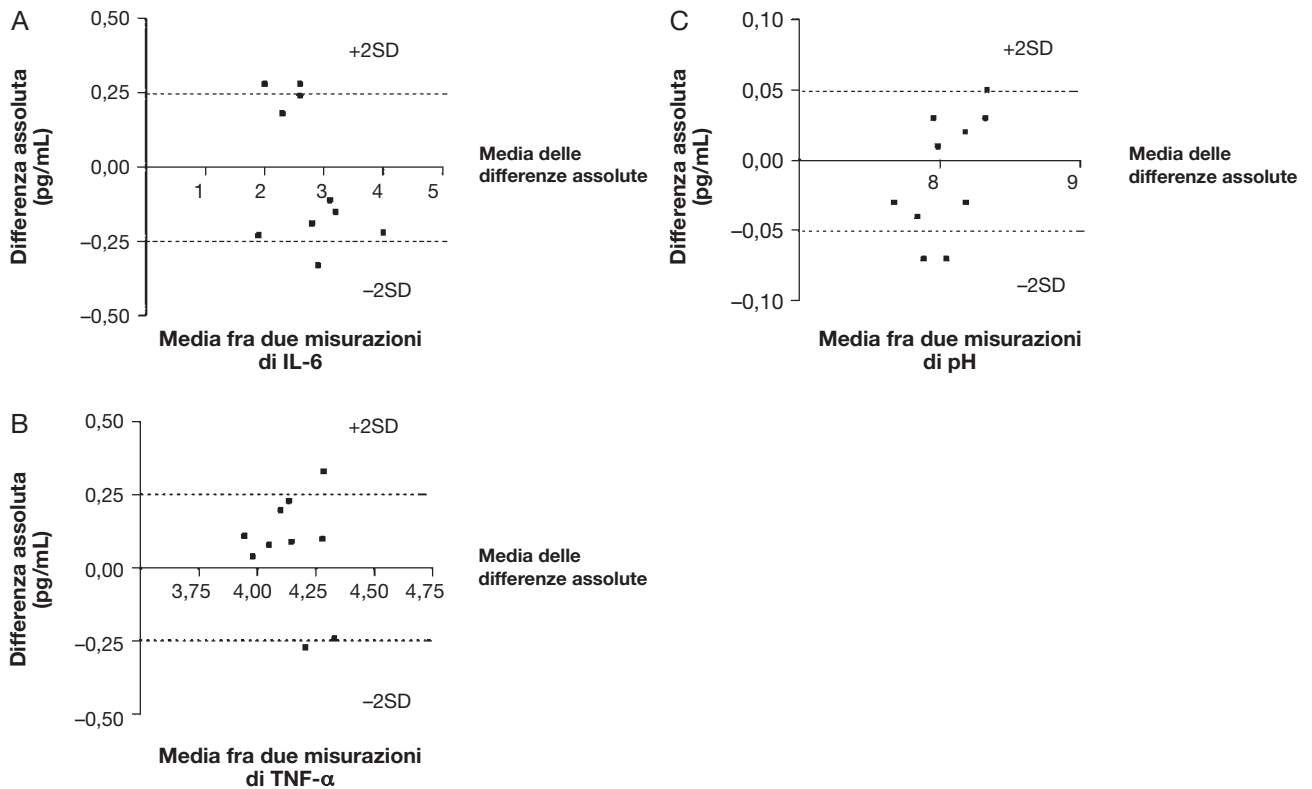 A
0,50
+2SD
0,25
0,00
1 2 3 4 5
−0,25
−2SD
−0,50
Differenza assoluta
(pg/mL)
Media delle
differenze assolute
Media fra due misurazioni
di IL-6
B
0,50
+2SD
0,25
0,00
3,75 4,00 4,25 4,50 4,75
−0,25
−2SD
−0,50
Differenza assoluta
(pg/mL)
Media delle
differenze assolute
Media fra due misurazioni
di TNF-α
C
0,10
+2SD
0,05
0,00
8 9
−0,05
−2SD
−0,10
Differenza assoluta
(pg/mL)
Media delle
differenze assolute
Media fra due misurazioni
di pH